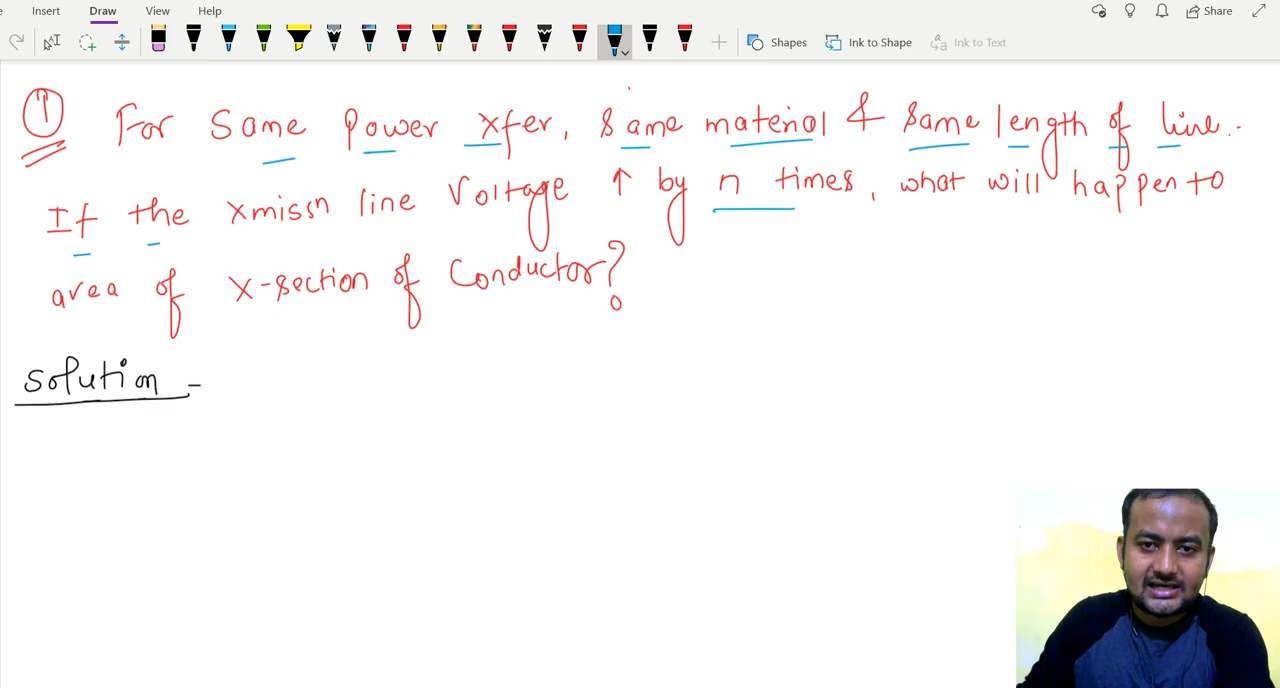 Insert Draw View Help Share
Shapes Ink to Shape Ink to Text
① For same power xfer, same material & same length of line.
If the xmissn line Voltage ↑ by n times, what will happen to
area of x-section of Conductor?
Solution -